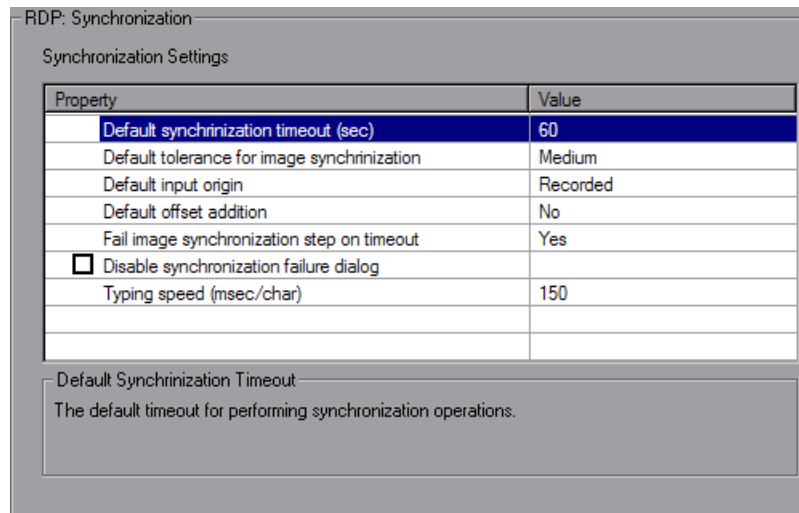 RDP: Synchronization
Synchronization Settings
Property Value
Default synchrinization timeout (sec) 60
Default tolerance for image synchrinization Medium
Default input origin Recorded
Default offset addition No
Fail image synchronization step on timeout Yes
Disable synchronization failure dialog
Typing speed (msec/char) 150
Default Synchrinization Timeout
The default timeout for performing synchronization operations.